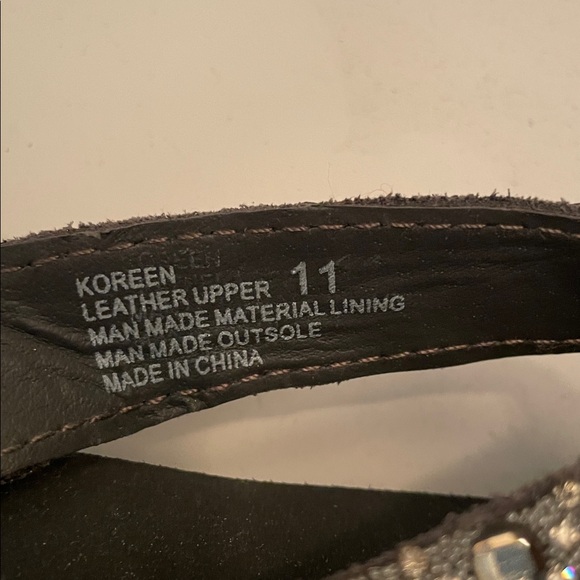 KOREEN
LEATHER UPPER 11
MAN MADE MATERIAL LINING
MAN MADE OUTSOLE
MADE IN CHINA